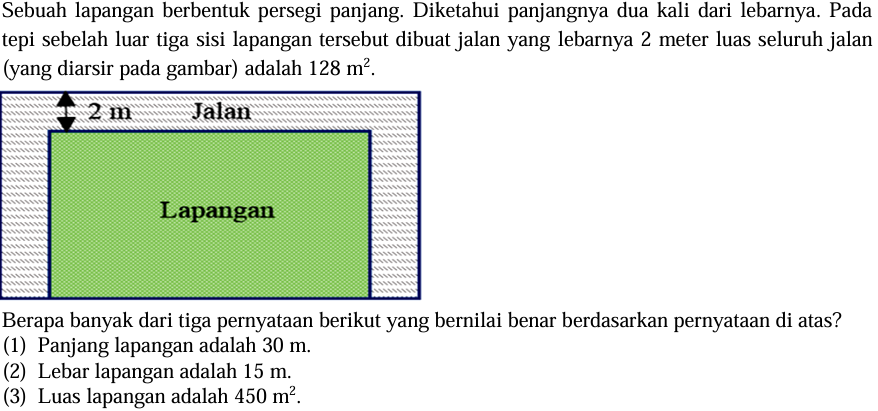 Sebuah lapangan berbentuk persegi panjang. Diketahui panjangnya dua kali dari lebarnya. Pada
tepi sebelah luar tiga sisi lapangan tersebut dibuat jalan yang lebarnya 2 meter luas seluruh jalan
(yang diarsir pada gambar) adalah 128 m².
2 m Jalan
Lapangan
Berapa banyak dari tiga pernyataan berikut yang bernilai benar berdasarkan pernyataan di atas?
(1) Panjang lapangan adalah 30 m.
(2) Lebar lapangan adalah 15 m.
(3) Luas lapangan adalah 450 m².